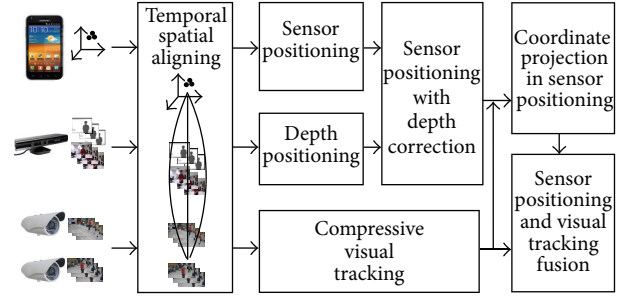 Temporal
spatial
aligning
Sensor
positioning
Depth
positioning
Sensor
positioning
with
depth
correction
Compressive
visual
tracking
Coordinate
projection
in sensor
positioning
Sensor
positioning
and visual
tracking
fusion